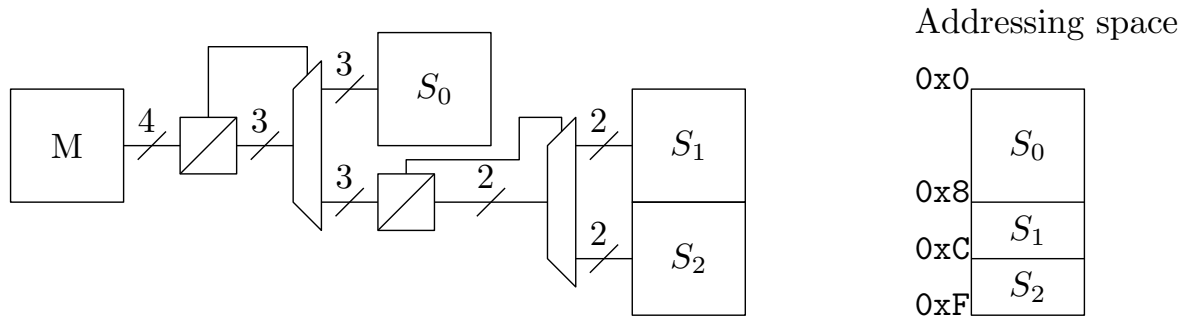 Addressing space
M
4
3
3
S₀
3
2
2
S₁
2
S₂
0x0
S₀
0x8
S₁
0xC
S₂
0xF